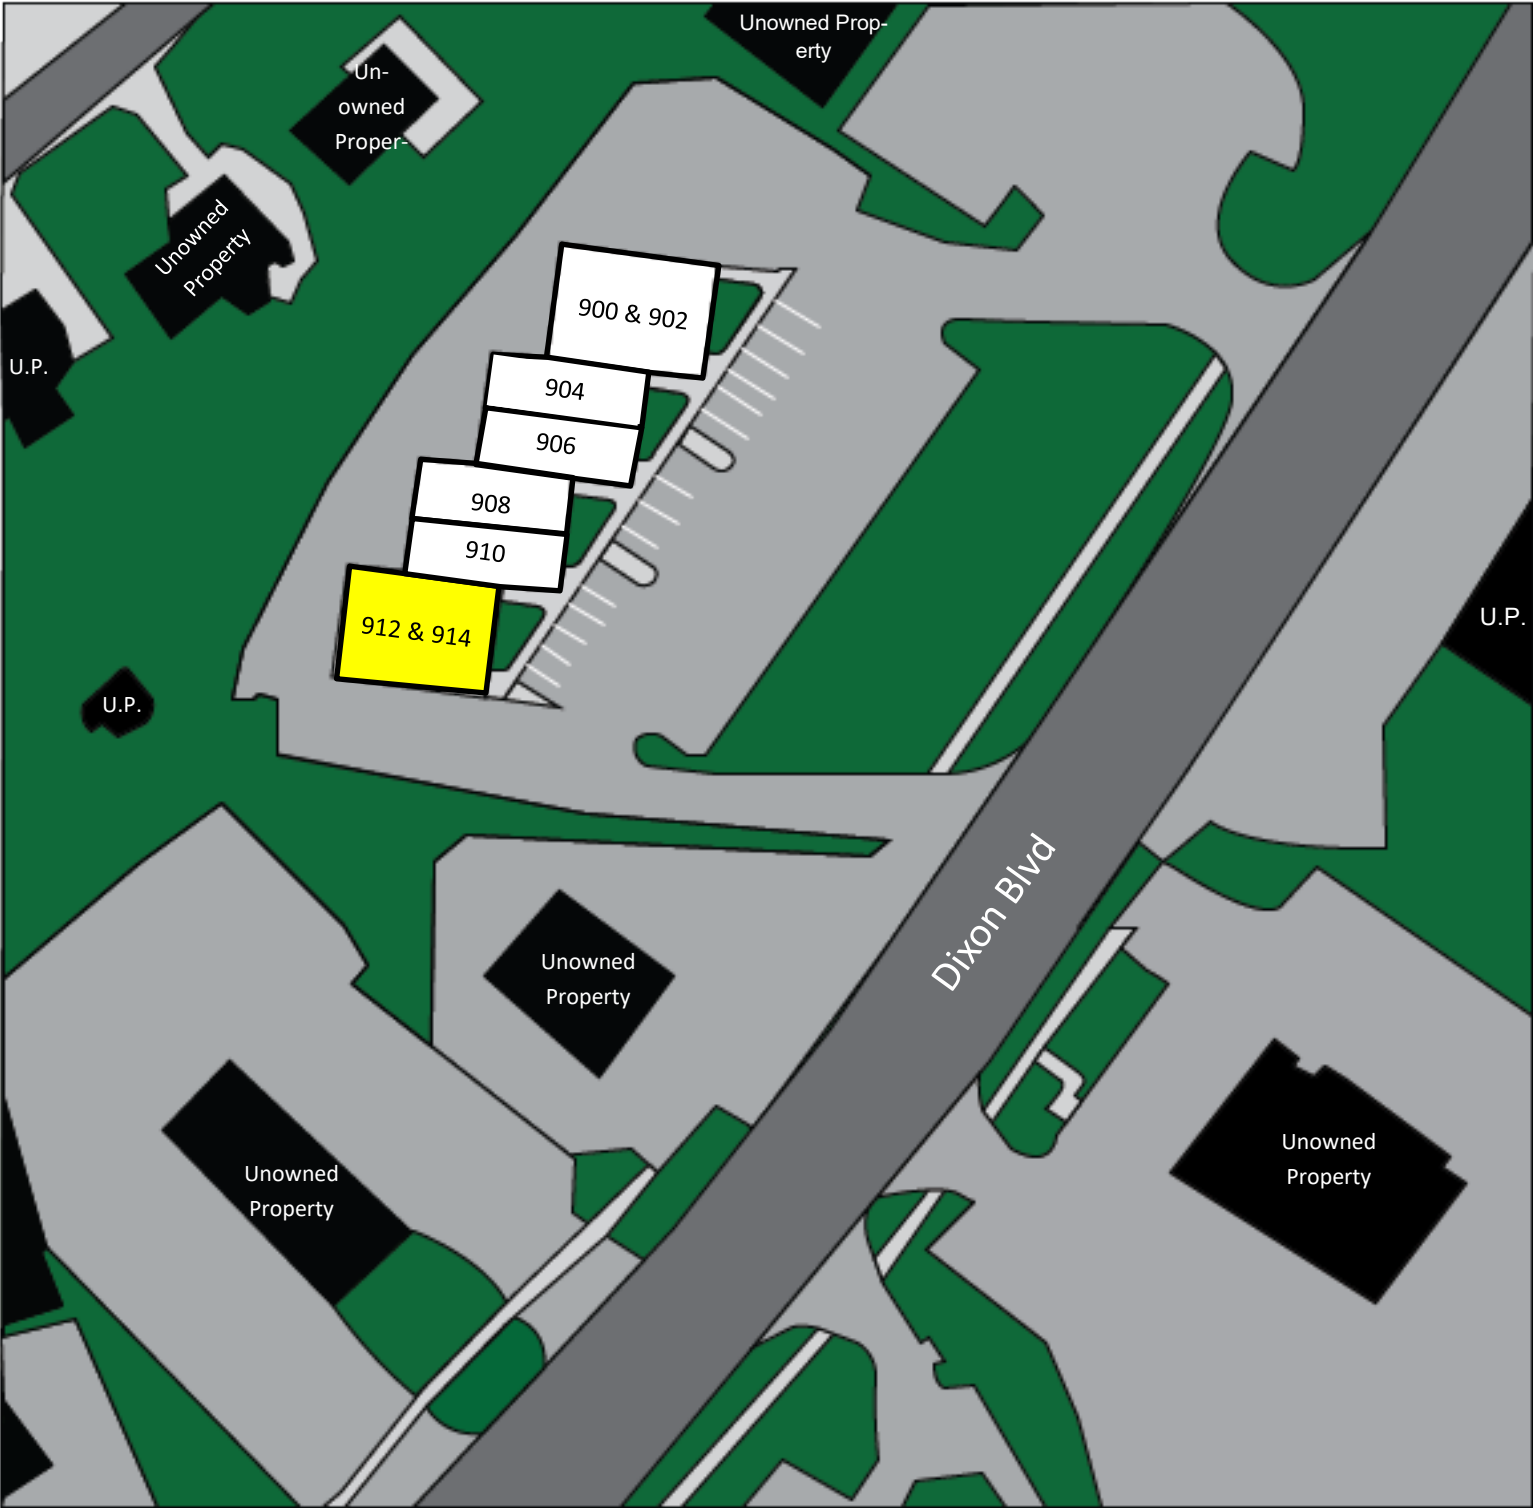 Unowned Prop-
erty
Un-
owned
Proper-
Unowned
Property
U.P.
900 & 902
904
906
908
910
912 & 914
U.P.
U.P.
Dixon Blvd
Unowned
Property
Unowned
Property
Unowned
Property